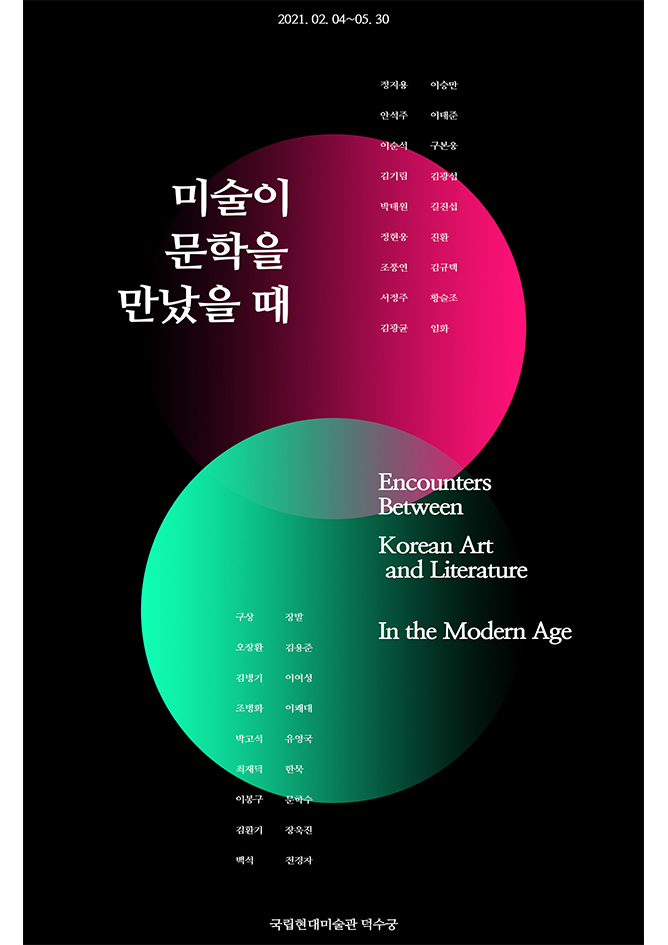 2021. 02. 04~05. 30
정지용 이승만
안석주 이태준
이순석 구본웅
김기림 김광섭
박태원 길진섭
정현웅 진환
조풍연 김규택
서정주 황술조
김광균 임화
미술이
문학을
만났을 때
Encounters
Between
Korean Art
and Literature
In the Modern Age
구상 장발
오장환 김용준
김병기 이여성
조병화 이쾌대
박고석 유영국
최재덕 한묵
이봉구 문학수
김환기 장욱진
백석 천경자
국립현대미술관 덕수궁